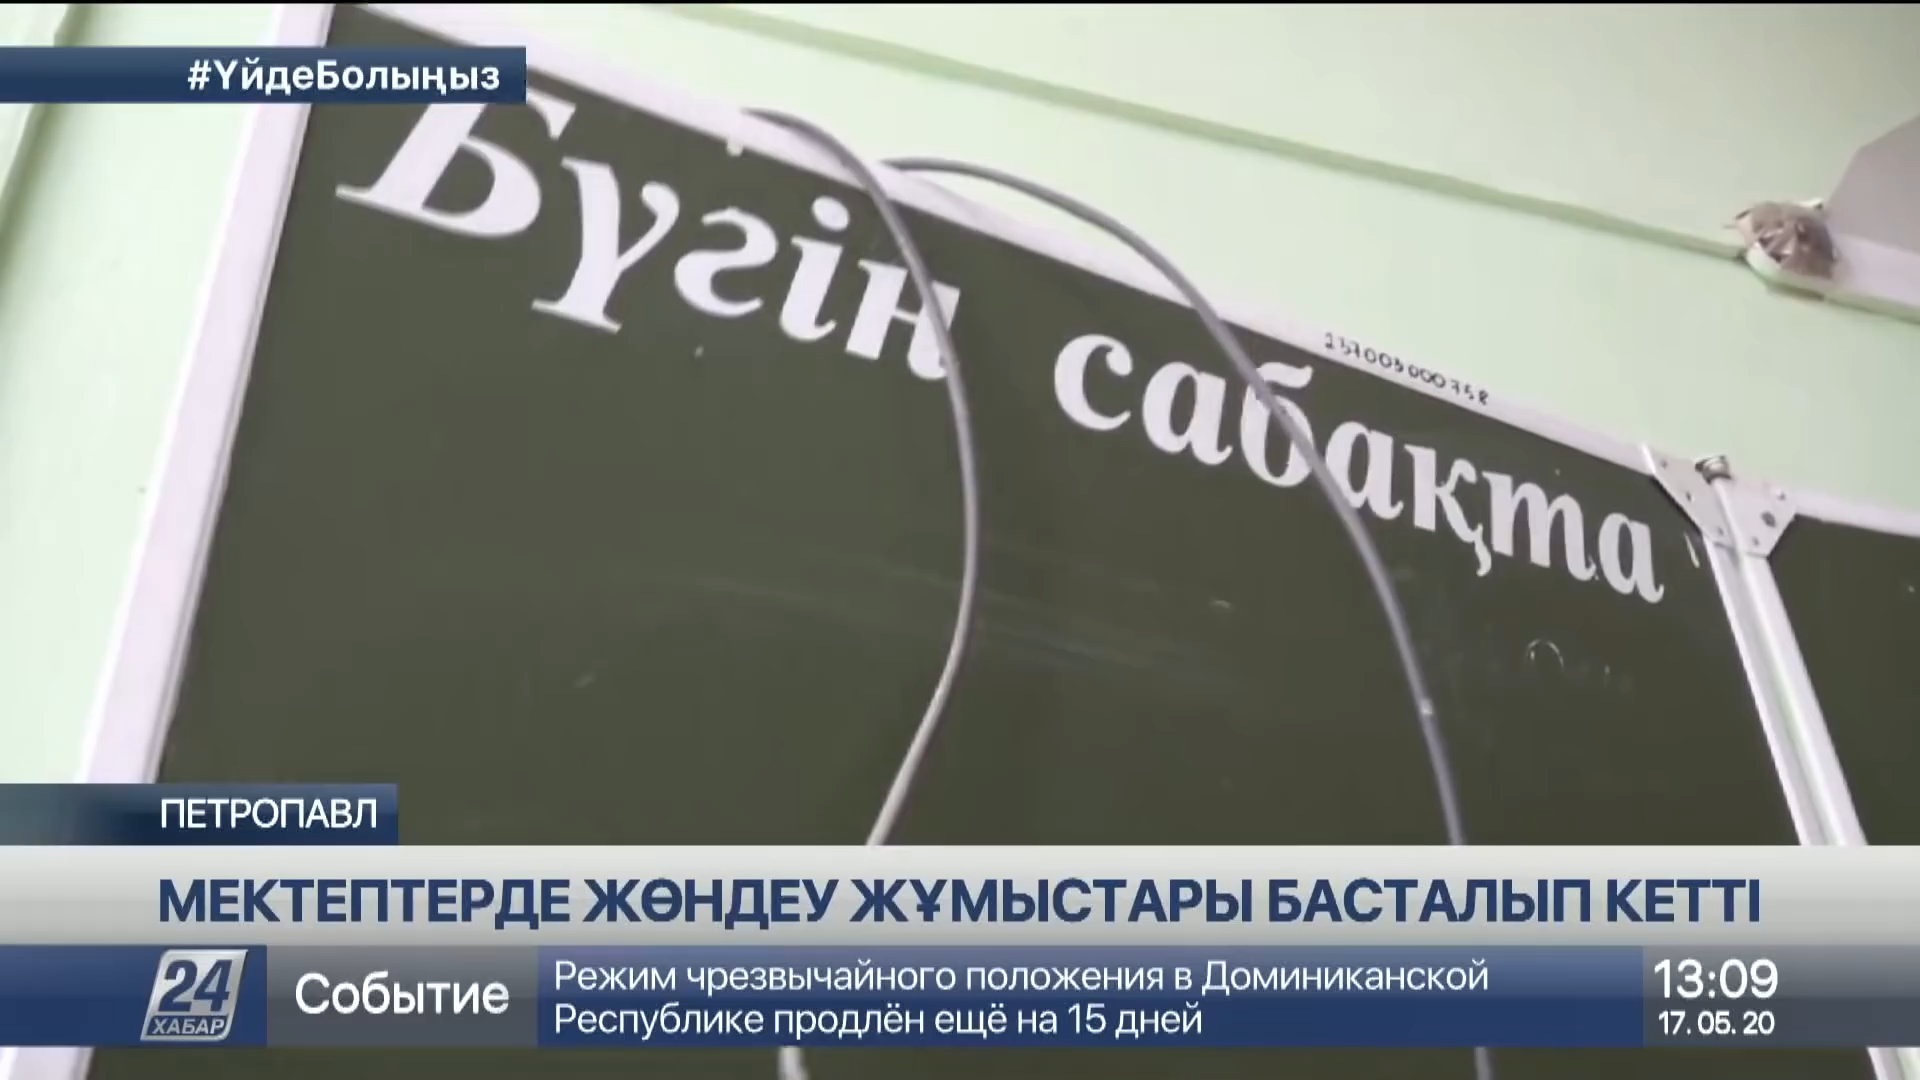 #ҮйдеБолыңыз
Бүгін сабақта
237003000758
ПЕТРОПАВЛ
МЕКТЕПТЕРДЕ ЖӨНДЕУ ЖҰМЫСТАРЫ БАСТАЛЫП КЕТТІ
24
ХАБАР
Событие
Режим чрезвычайного положения в Доминиканской
Республике продлён ещё на 15 дней
13:09
17. 05. 20